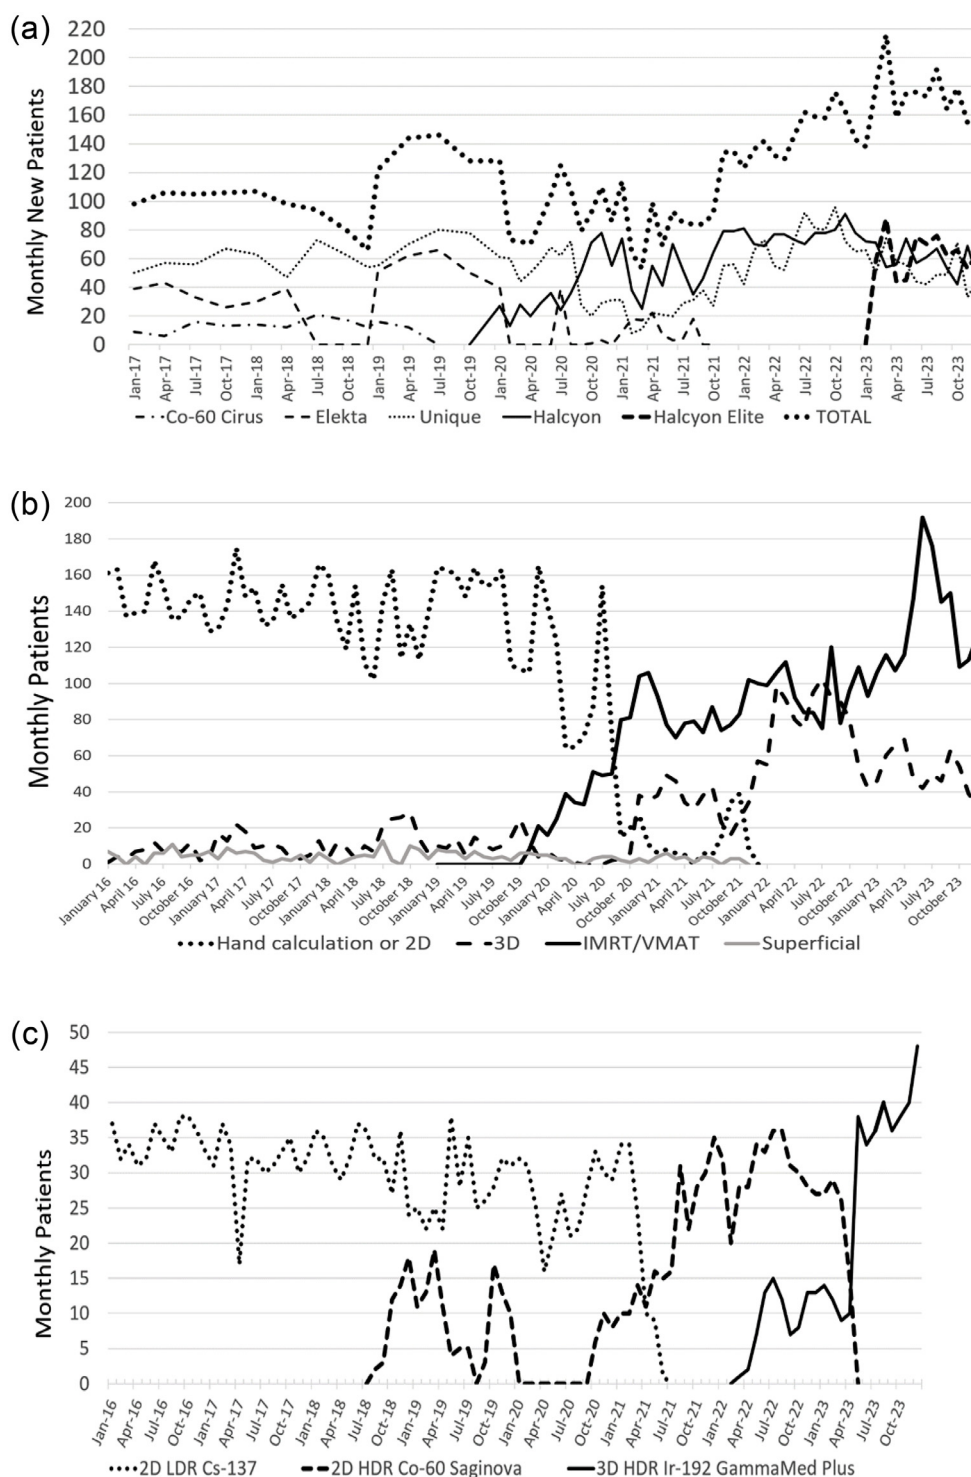 (a)
Monthly New Patients
220
200
180
160
140
120
100
80
60
40
20
0
Jan-17
Apr-17
Jul-17
Oct-17
Jan-18
Apr-18
Jul-18
Oct-18
Jan-19
Apr-19
Jul-19
Oct-19
Jan-20
Apr-20
Jul-20
Oct-20
Jan-21
Apr-21
Jul-21
Oct-21
Jan-22
Apr-22
Jul-22
Oct-22
Jan-23
Apr-23
Jul-23
Oct-23
Co-60 Cirus Elekta Unique Halcyon Halcyon Elite TOTAL
(b)
Monthly Patients
200
180
160
140
120
100
80
60
40
20
0
January 16
April 16
July 16
October 16
January 17
April 17
July 17
October 17
January 18
April 18
July 18
October 18
January 19
April 19
July 19
October 19
January 20
April 20
July 20
October 20
January 21
April 21
July 21
October 21
January 22
April 22
July 22
October 22
January 23
April 23
July 23
October 23
Hand calculation or 2D 3D IMRT/VMAT Superficial
(c)
Monthly Patients
50
45
40
35
30
25
20
15
10
5
0
Jan-16
Apr-16
Jul-16
Oct-16
Jan-17
Apr-17
Jul-17
Oct-17
Jan-18
Apr-18
Jul-18
Oct-18
Jan-19
Apr-19
Jul-19
Oct-19
Jan-20
Apr-20
Jul-20
Oct-20
Jan-21
Apr-21
Jul-21
Oct-21
Jan-22
Apr-22
Jul-22
Oct-22
Jan-23
Apr-23
Jul-23
Oct-23
2D LDR Cs-137 2D HDR Co-60 Saginova 3D HDR Ir-192 GammaMed Plus